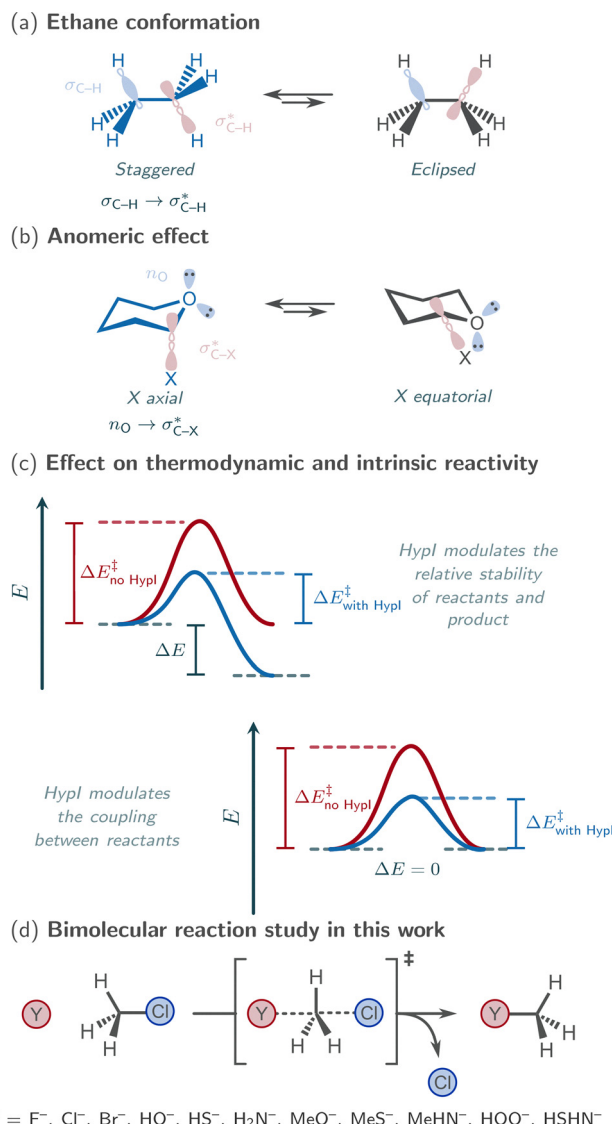 (a) Ethane conformation
H H H
σC–H H
H H H σ*C–H
H H H H H
Staggered Eclipsed
σC–H → σ*C–H
(b) Anomeric effect
nO
O O
σ*C–X X
X
X axial X equatorial
nO → σ*C–X
(c) Effect on thermodynamic and intrinsic reactivity
E
ΔE‡no HypI
ΔE‡with HypI
ΔE
HypI modulates the
relative stability
of reactants and
product
HypI modulates
the coupling
between reactants
E
ΔE‡no HypI
ΔE‡with HypI
ΔE = 0
(d) Bimolecular reaction study in this work
‡
H H H
Y Cl Y Cl Y
H H H H H H
Cl
= F⁻, Cl⁻, Br⁻, HO⁻, HS⁻, H₂N⁻, MeO⁻, MeS⁻, MeHN⁻, HOO⁻, HSHN⁻